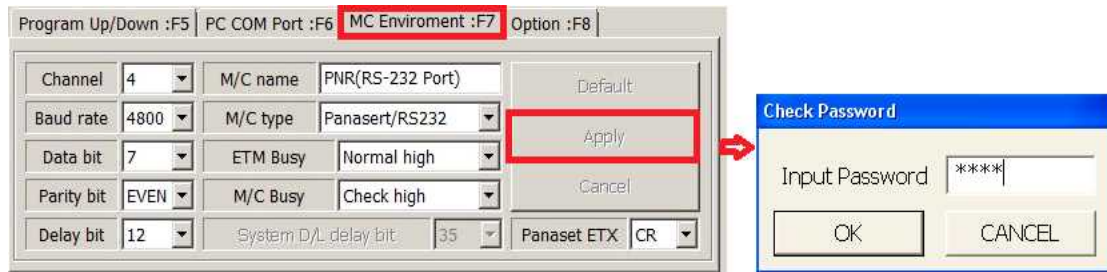 Program Up/Down :F5 PC COM Port :F6 MC Enviroment :F7 Option :F8
Channel 4 M/C name PNR(RS-232 Port) Default
Baud rate 4800 M/C type Panasert/RS232 Apply
Data bit 7 ETM Busy Normal high
Parity bit EVEN M/C Busy Check high Cancel
Delay bit 12 System D/L delay bit 35 Panaset ETX CR
Check Password
Input Password ****
OK CANCEL